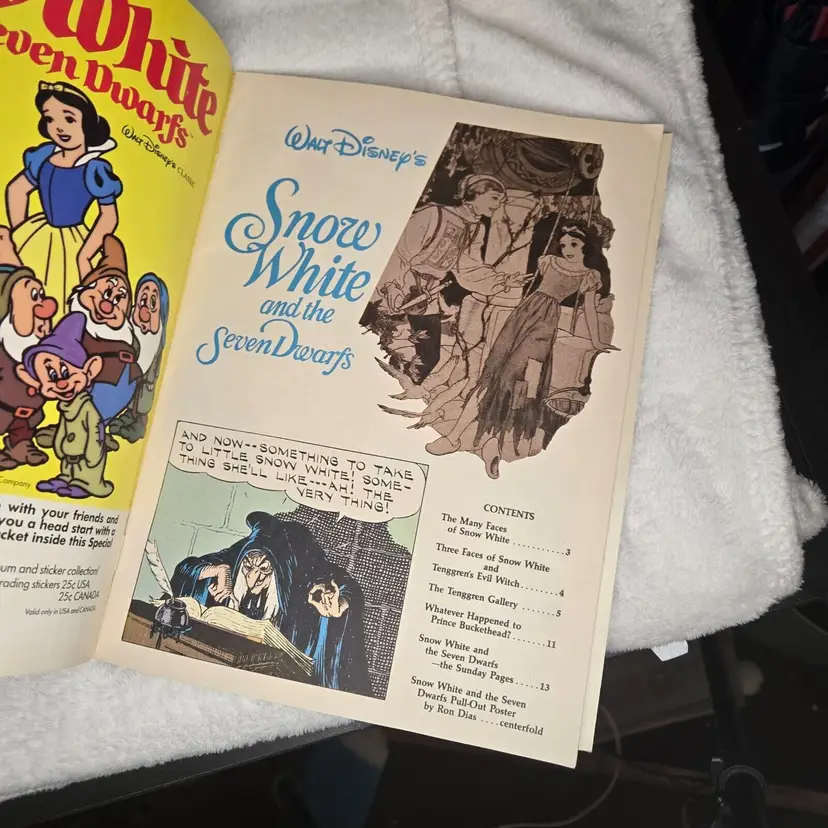 White
Seven Dwarfs
WALT DISNEY'S CLASSIC
Company
with your friends and
you a head start with a
cket inside this Special
um and sticker collection!
rading stickers 25¢ USA
25¢ CANADA
Valid only in USA and CANADA
WALT DISNEY'S
Snow
White
and the
Seven Dwarfs
AND NOW--SOMETHING TO TAKE
TO LITTLE SNOW WHITE! SOME-
THING SHE'LL LIKE---AH! THE
VERY THING!
CONTENTS
The Many Faces
of Snow White ...........3
Three Faces of Snow White
and
Tenggren's Evil Witch.......4
The Tenggren Gallery .......5
Whatever Happened to
Prince Buckethead?.......11
Snow White and
the Seven Dwarfs
—the Sunday Pages.....13
Snow White and the Seven
Dwarfs Pull-Out Poster
by Ron Dias ....centerfold